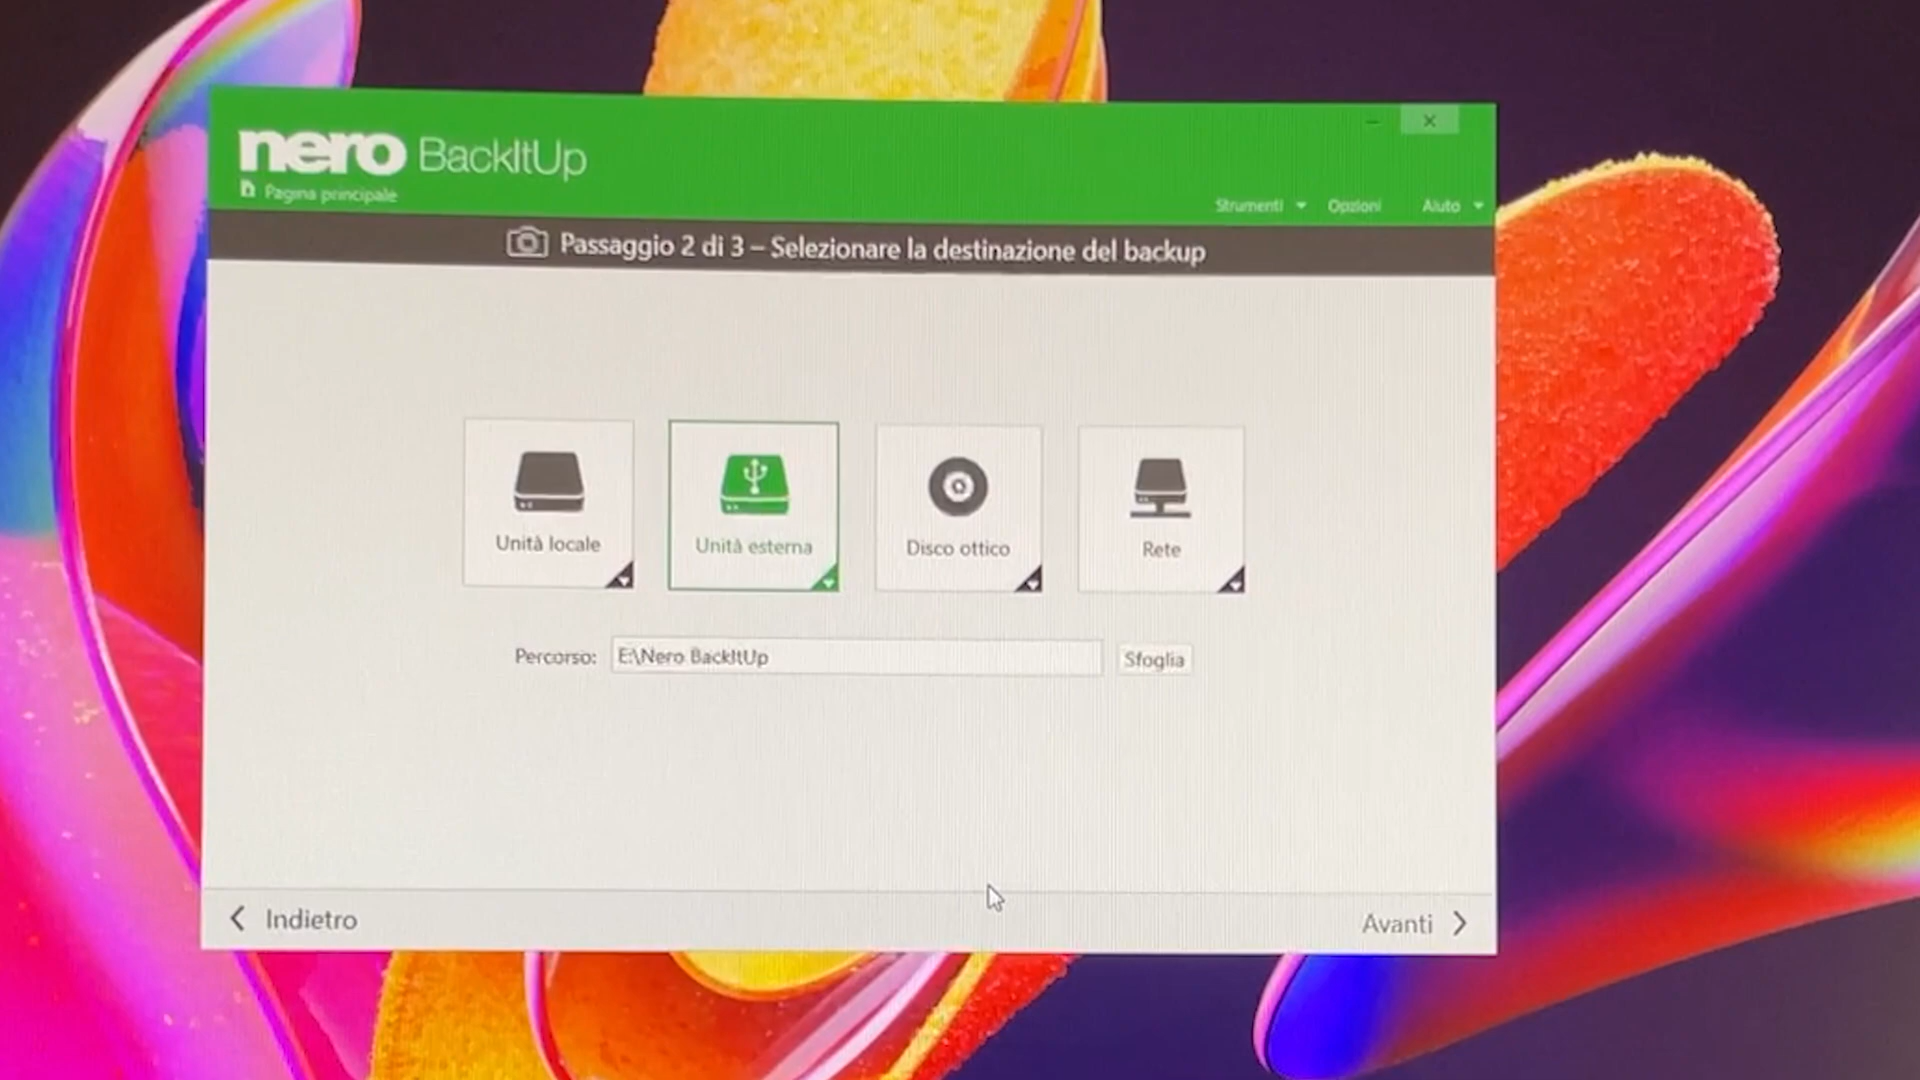 nero BackItUp
Pagina principale
Strumenti Opzioni Aiuto
Passaggio 2 di 3 – Selezionare la destinazione del backup
Unità locale
Unità esterna
Disco ottico
Rete
Percorso: E:\Nero BackItUp Sfoglia
Indietro
Avanti